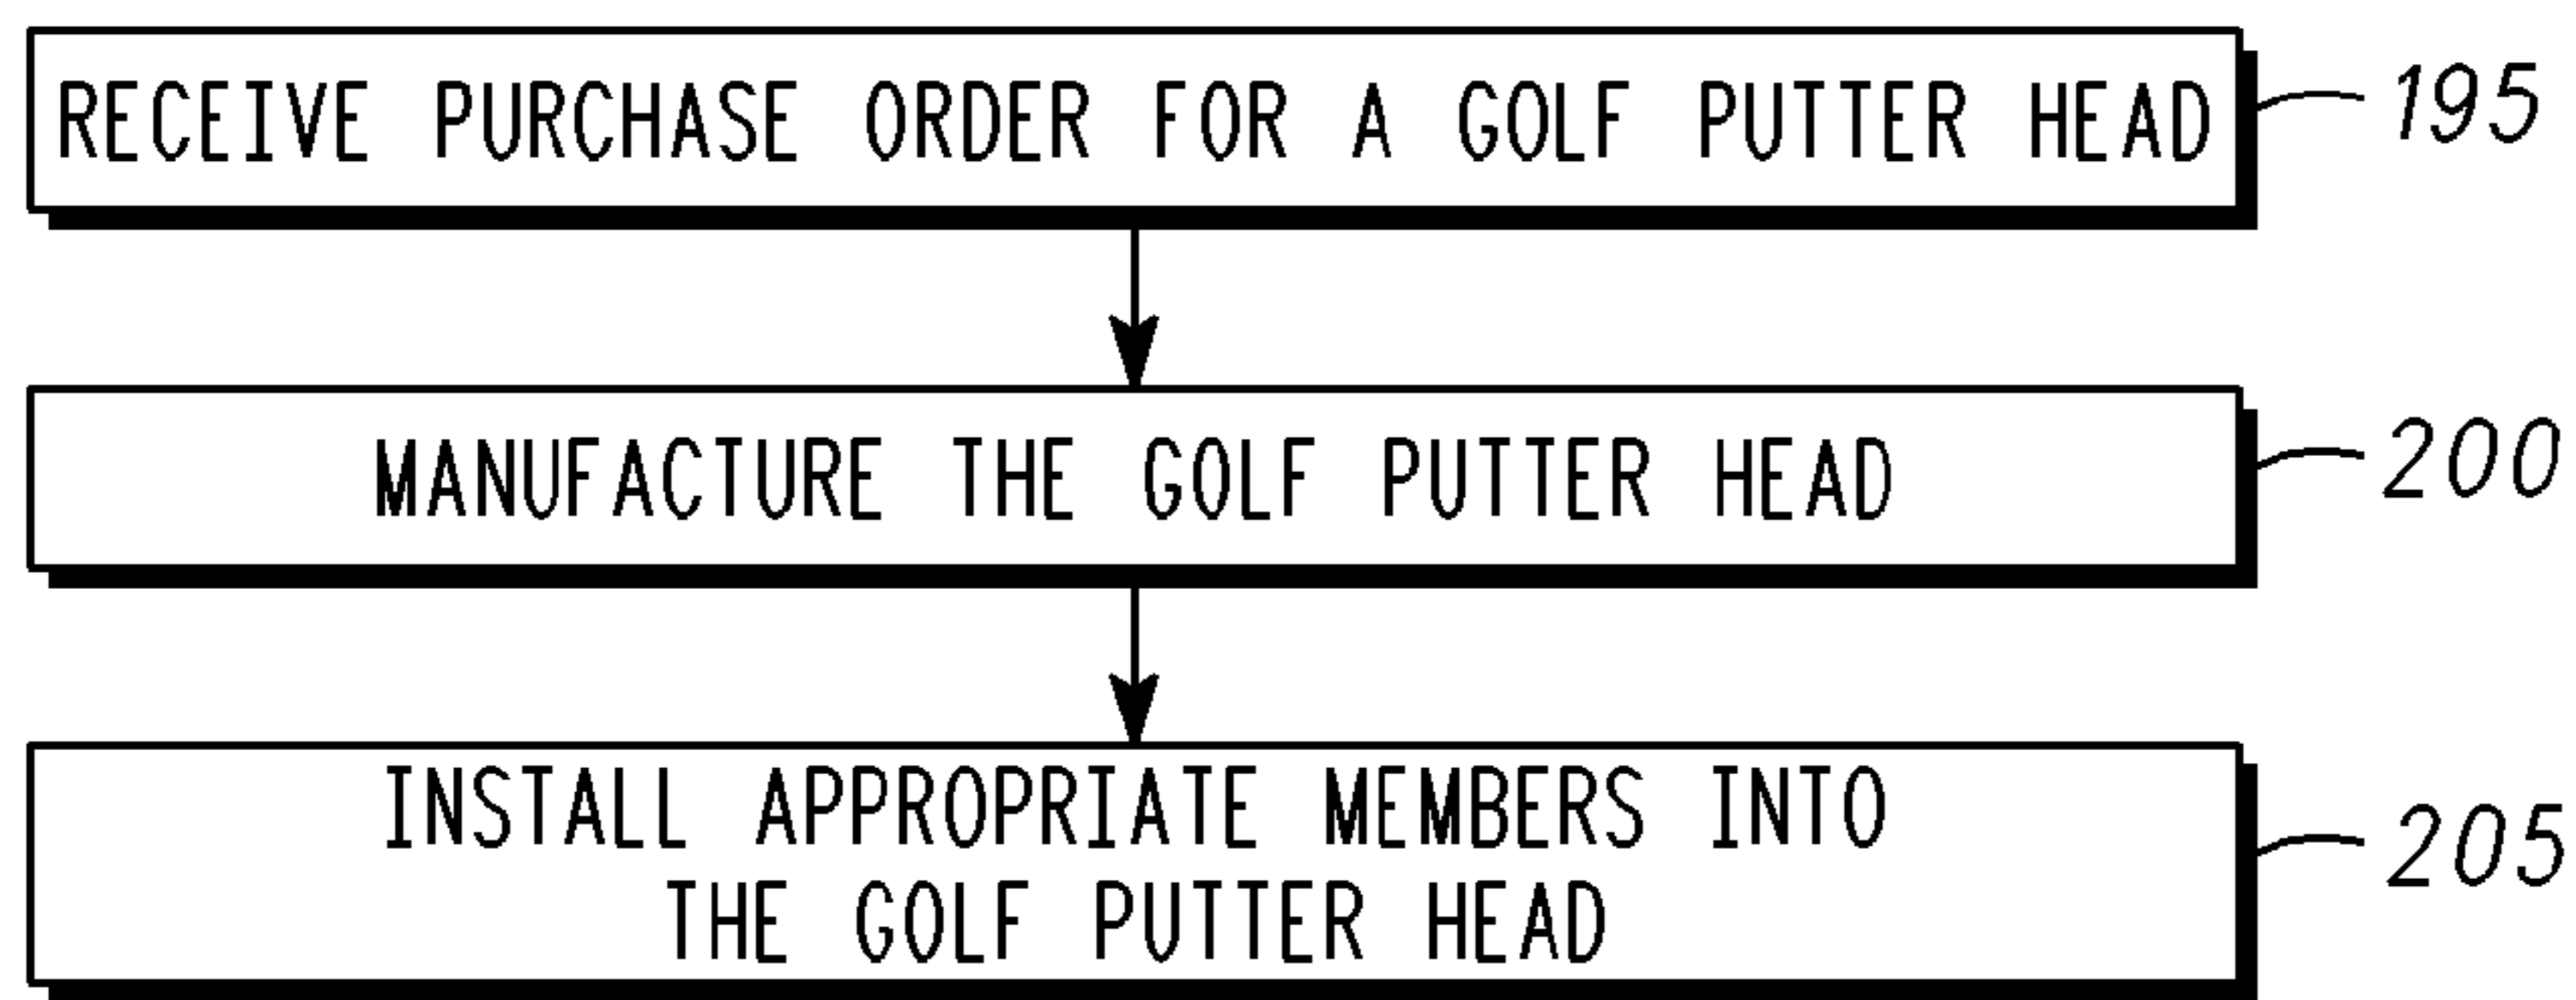 RECEIVE PURCHASE ORDER FOR A GOLF PUTTER HEAD
195
MANUFACTURE THE GOLF PUTTER HEAD
200
INSTALL APPROPRIATE MEMBERS INTO
THE GOLF PUTTER HEAD
205